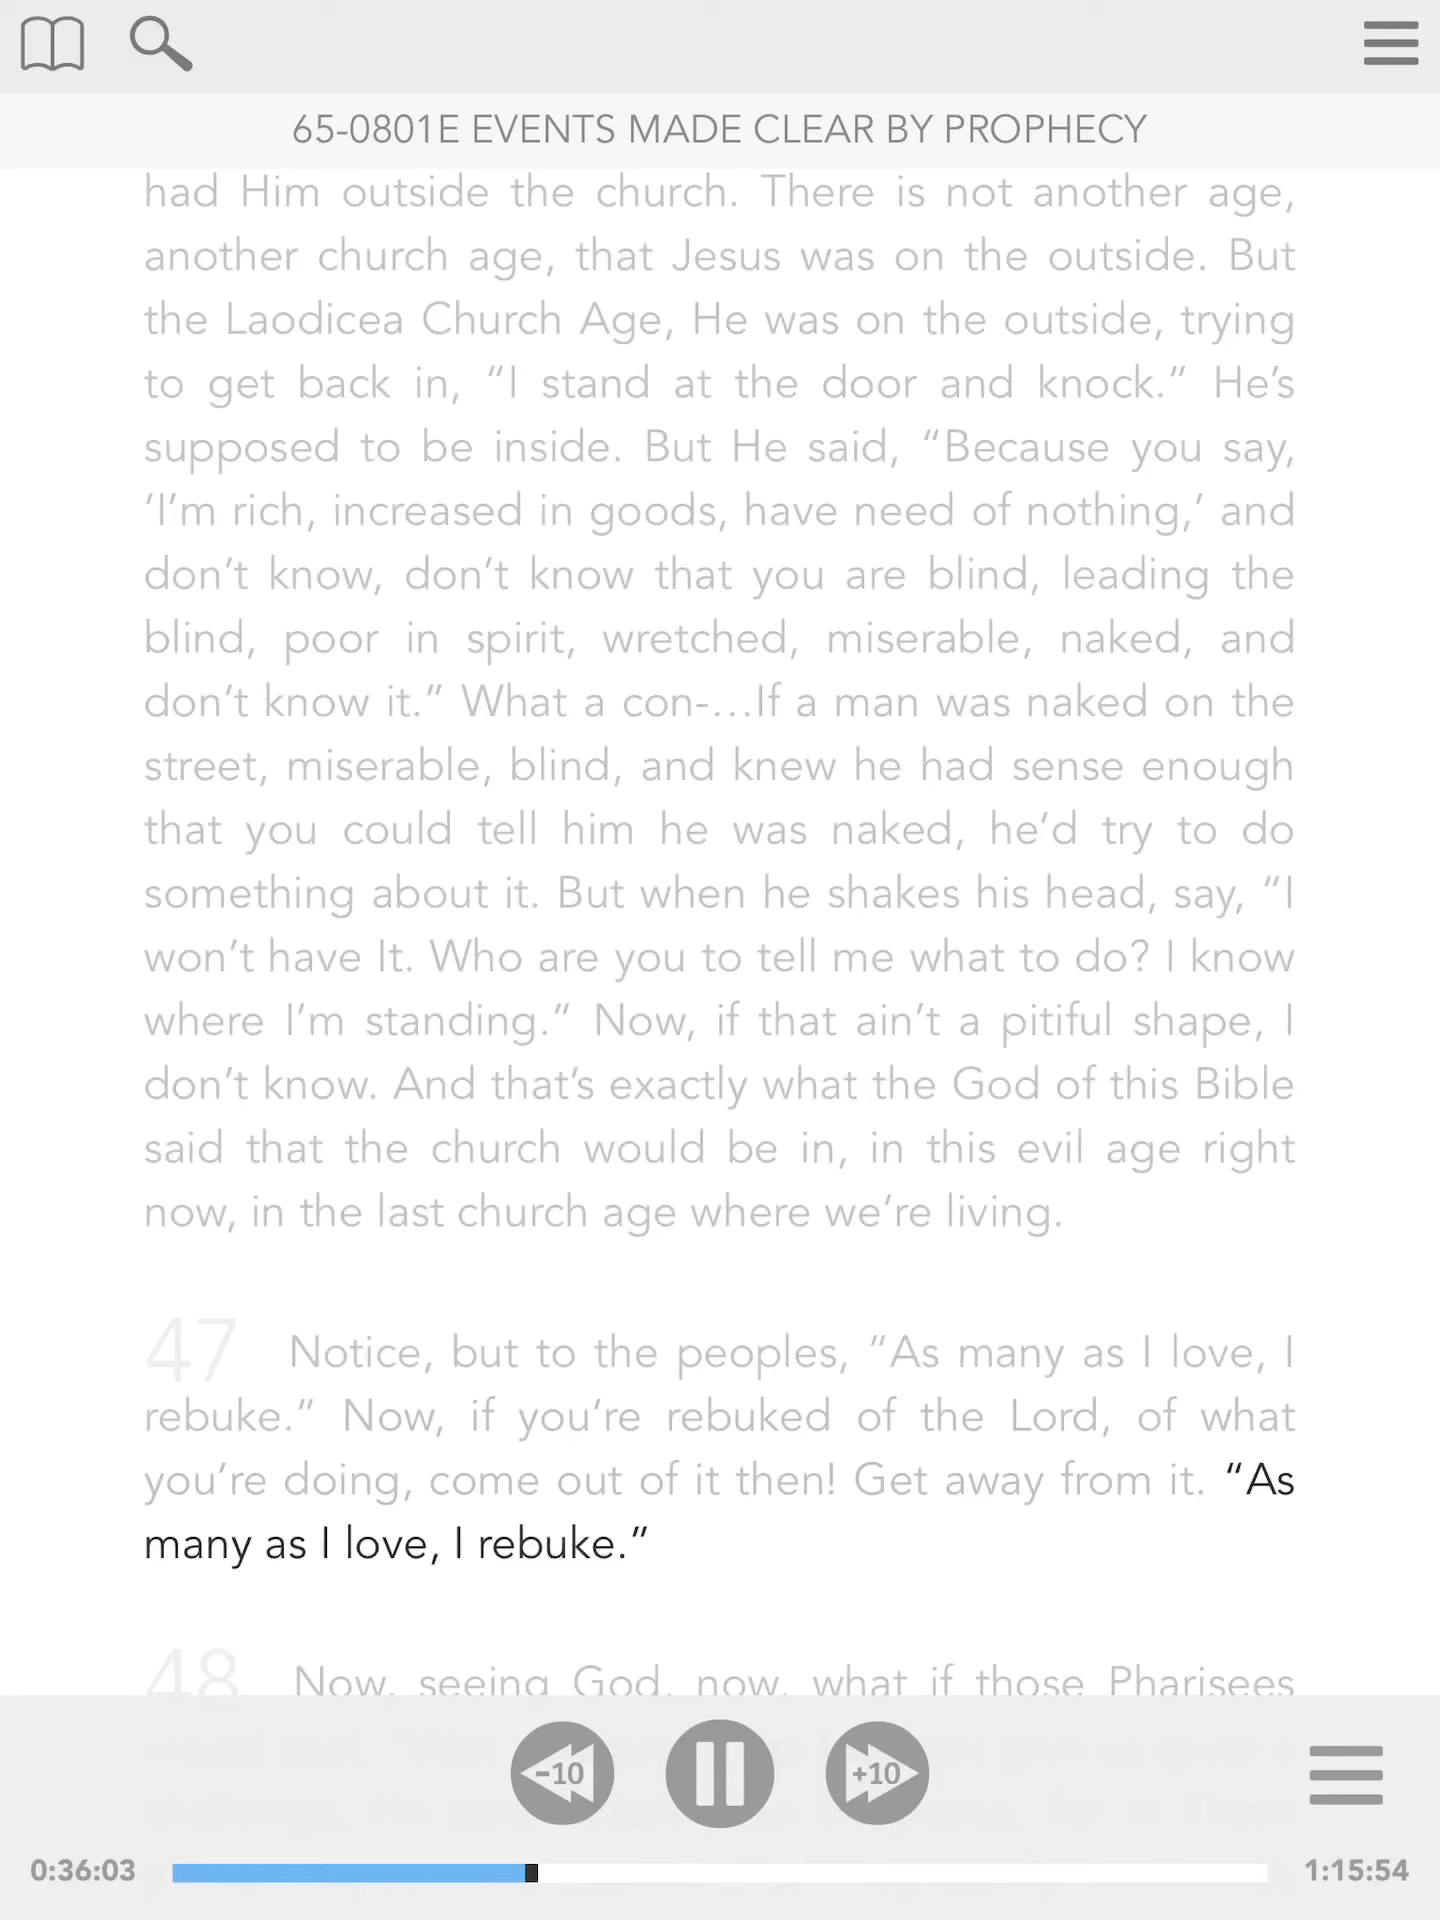 65-0801E EVENTS MADE CLEAR BY PROPHECY
had Him outside the church. There is not another age,
another church age, that Jesus was on the outside. But
the Laodicea Church Age, He was on the outside, trying
to get back in, “I stand at the door and knock.” He’s
supposed to be inside. But He said, “Because you say,
‘I’m rich, increased in goods, have need of nothing,’ and
don’t know, don’t know that you are blind, leading the
blind, poor in spirit, wretched, miserable, naked, and
don’t know it.” What a con-…If a man was naked on the
street, miserable, blind, and knew he had sense enough
that you could tell him he was naked, he’d try to do
something about it. But when he shakes his head, say, “I
won’t have It. Who are you to tell me what to do? I know
where I’m standing.” Now, if that ain’t a pitiful shape, I
don’t know. And that’s exactly what the God of this Bible
said that the church would be in, in this evil age right
now, in the last church age where we’re living.
47 Notice, but to the peoples, “As many as I love, I
rebuke.” Now, if you’re rebuked of the Lord, of what
you’re doing, come out of it then! Get away from it. “As
many as I love, I rebuke.”
48 Now, seeing God, now, what if those Pharisees
-10 +10
0:36:03 1:15:54